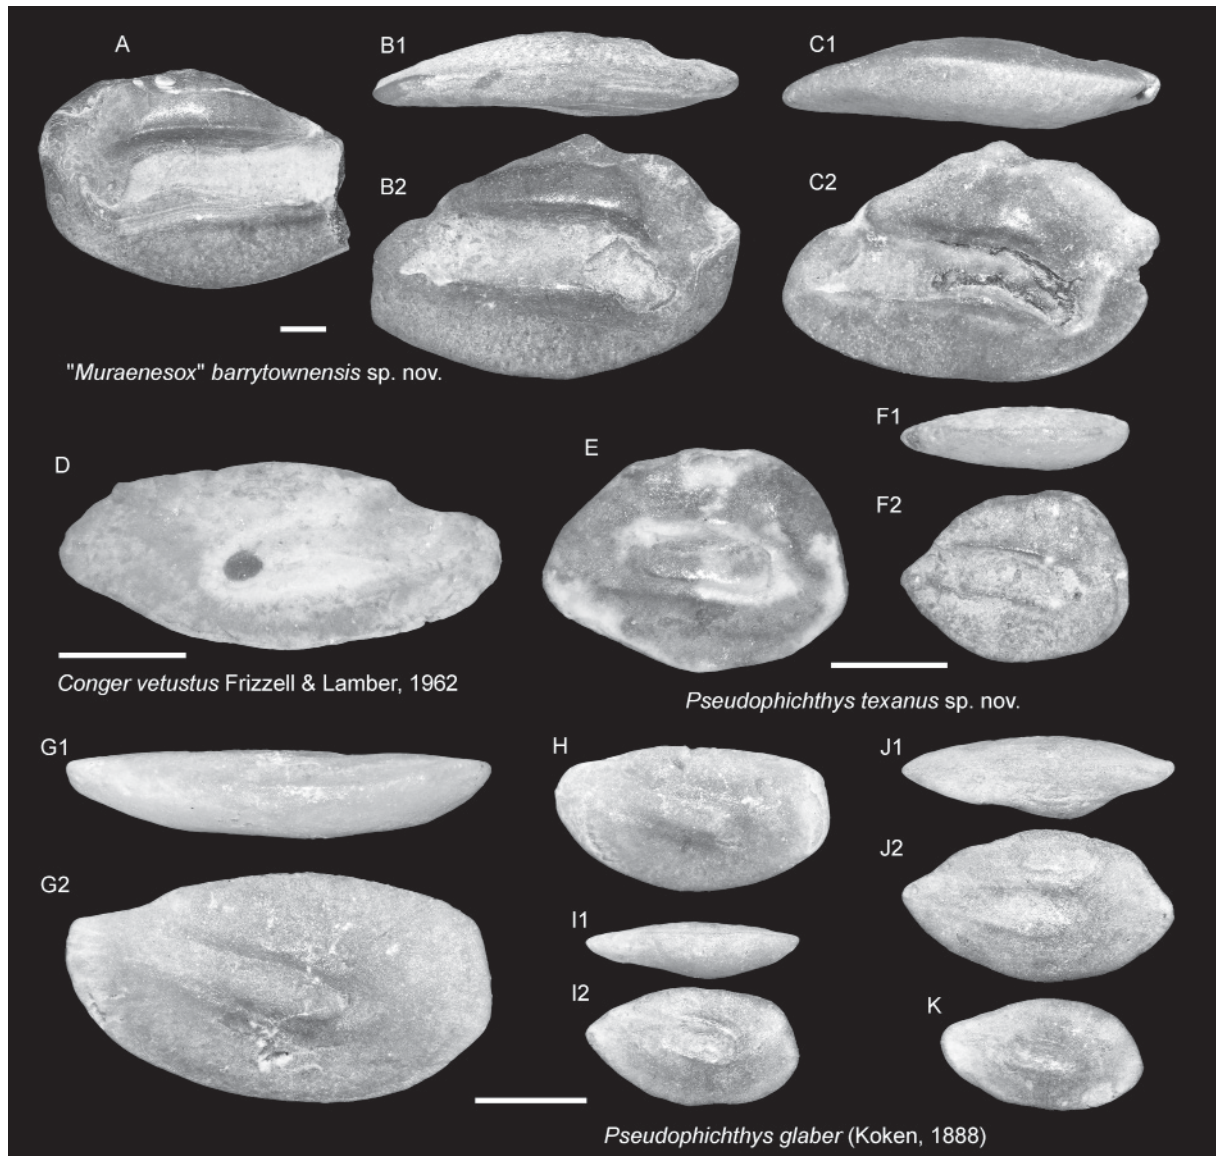 A
B1
C1
B2
C2
"Muraenesox" barrytownensis sp. nov.
F1
D
E
F2
Conger vetustus Frizzell & Lamber, 1962
Pseudophichthys texanus sp. nov.
G1
H
J1
J2
G2
I1
I2
K
Pseudophichthys glaber (Koken, 1888)